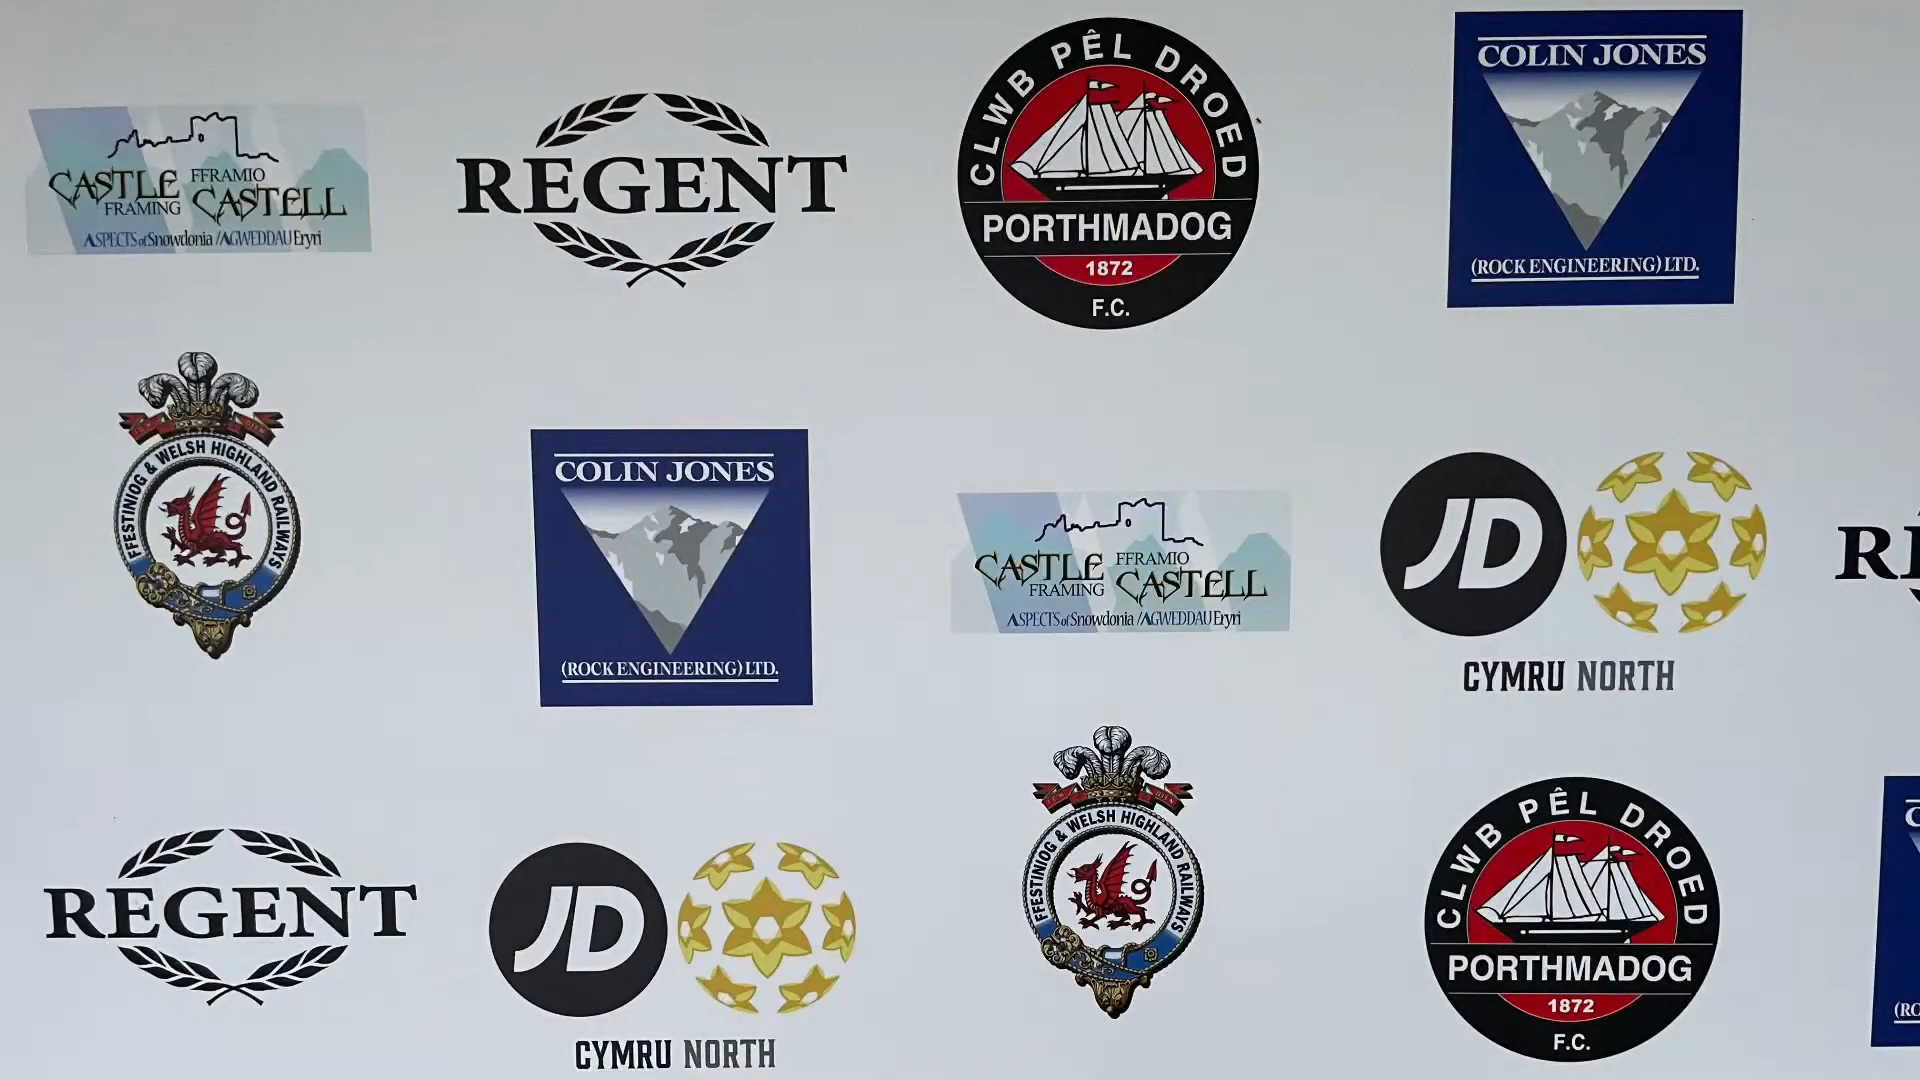 CASTLE FRAMING
FFRAMIO CASTELL
ASPECTS of Snowdonia / AGWEDDAU Eryri
REGENT
CLWB PÊL DROED
PORTHMADOG
1872
F.C.
COLIN JONES
(ROCK ENGINEERING) LTD.
FFESTINIOG & WELSH HIGHLAND RAILWAYS
COLIN JONES
(ROCK ENGINEERING) LTD.
CASTLE FRAMING
FFRAMIO CASTELL
ASPECTS of Snowdonia / AGWEDDAU Eryri
JD
CYMRU NORTH
REGENT
JD
CYMRU NORTH
FFESTINIOG & WELSH HIGHLAND RAILWAYS
CLWB PÊL DROED
PORTHMADOG
1872
F.C.